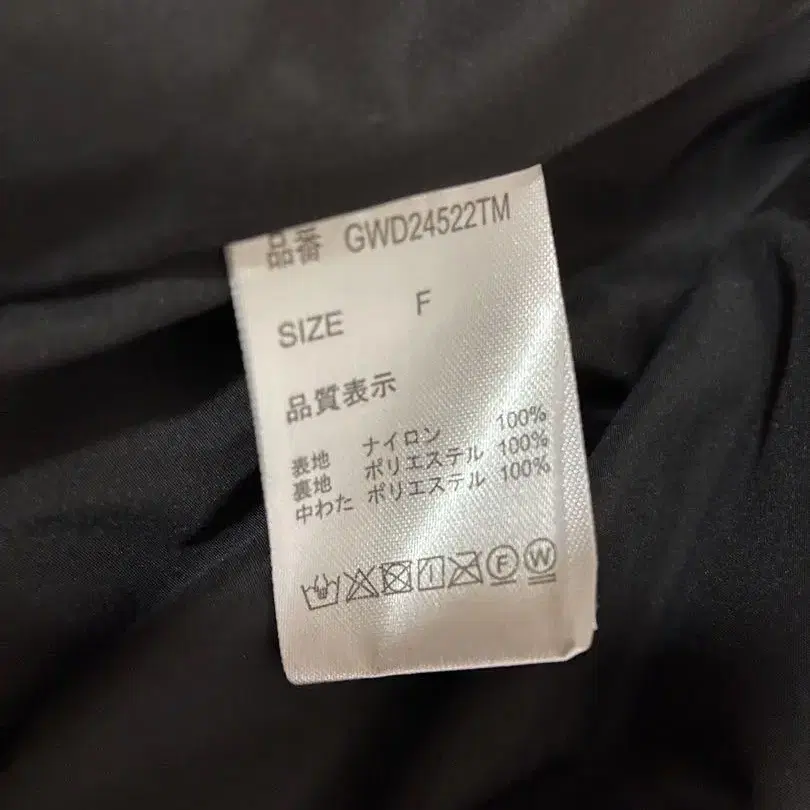 品番 GWD24522TM
SIZE F
品質表示
表地 ナイロン 100%
裏地 ポリエステル 100%
中わた ポリエステル 100%
F W